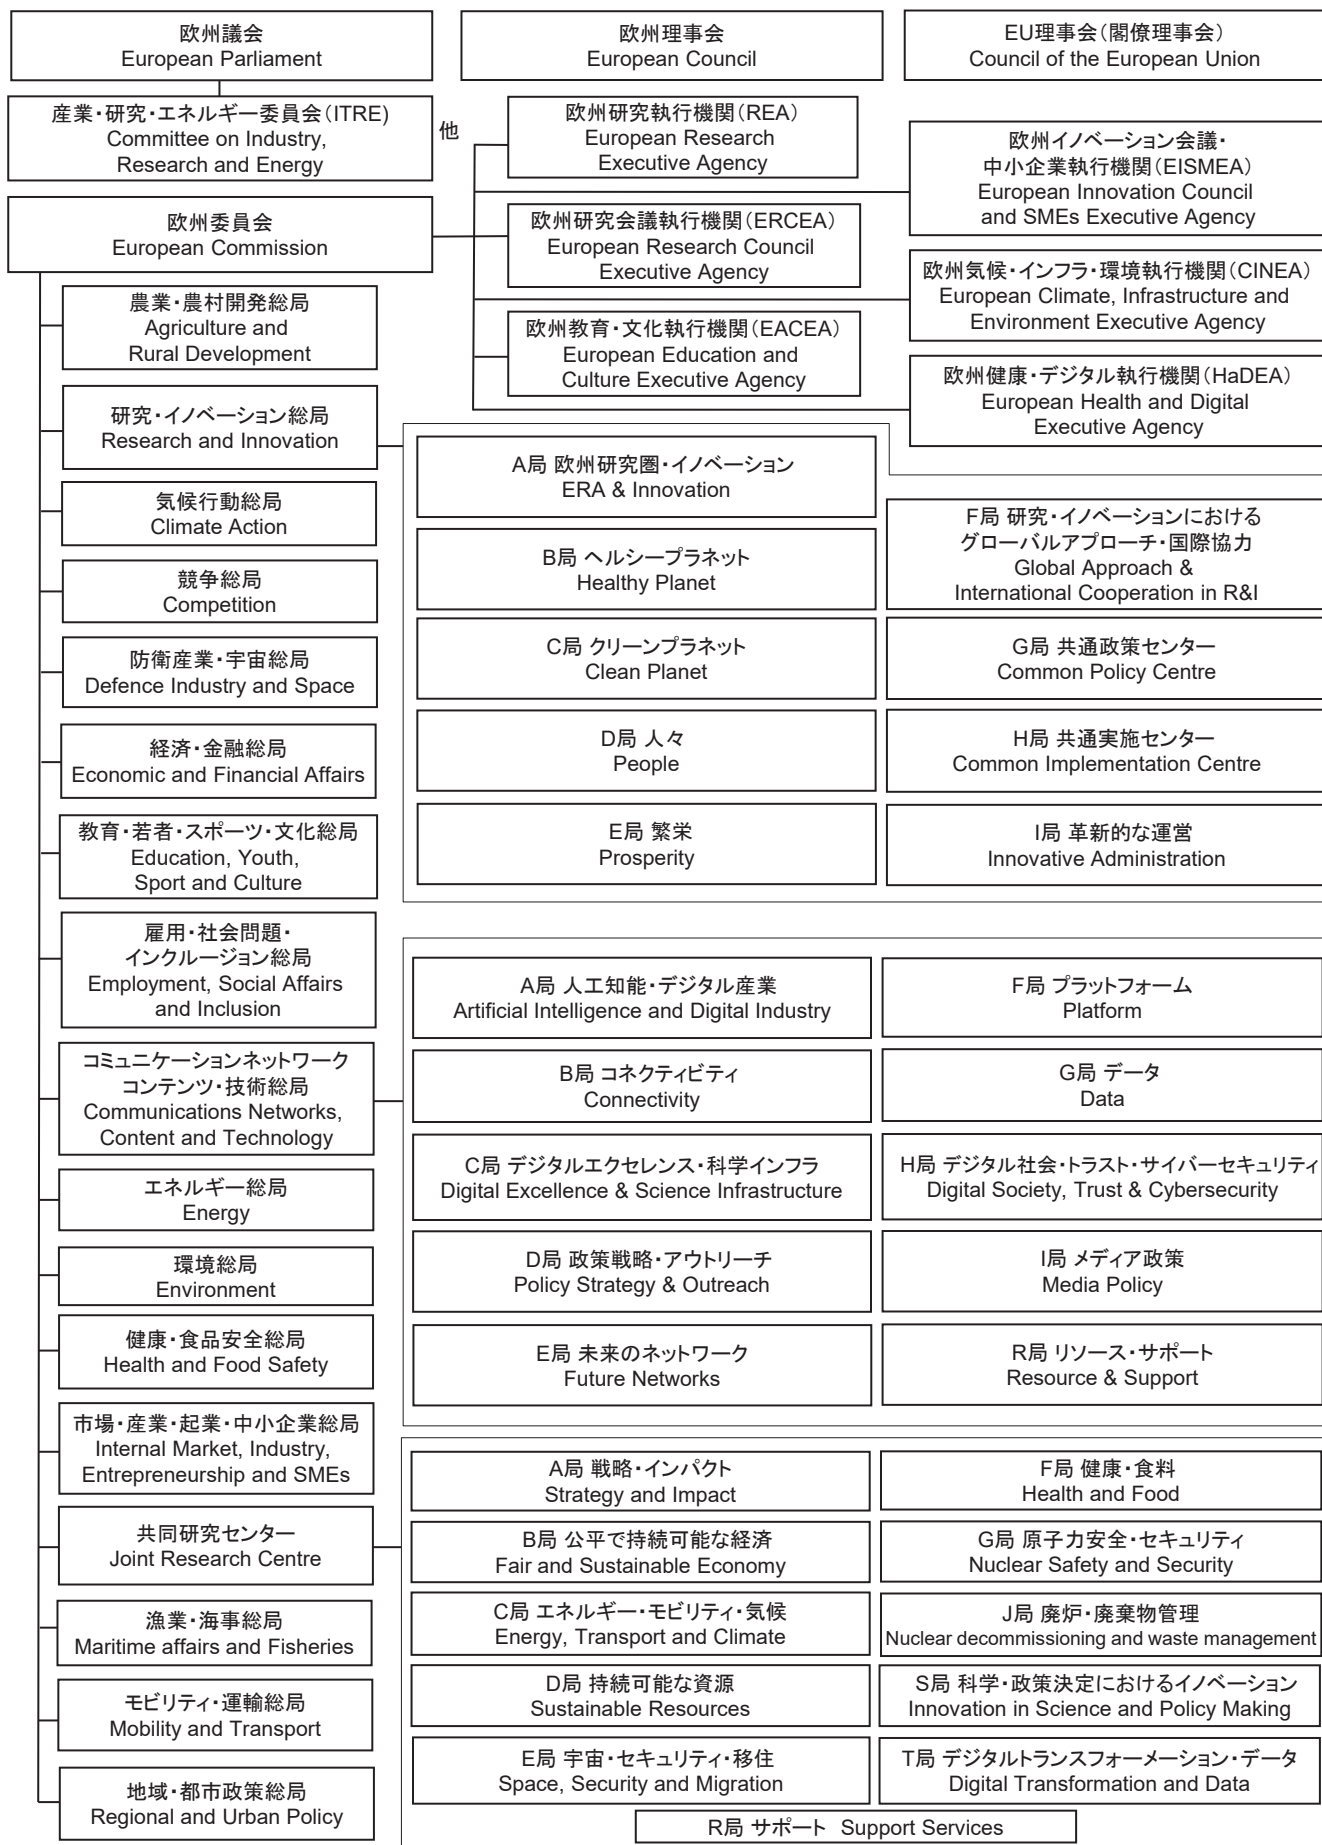 欧州議会
European Parliament
欧州理事会
European Council
EU理事会（閣僚理事会）
Council of the European Union
産業・研究・エネルギー委員会（ITRE)
Committee on Industry,
Research and Energy
他
欧州研究執行機関（REA）
European Research
Executive Agency
欧州イノベーション会議・
中小企業執行機関（EISMEA）
European Innovation Council
and SMEs Executive Agency
欧州委員会
European Commission
欧州研究会議執行機関（ERCEA）
European Research Council
Executive Agency
欧州気候・インフラ・環境執行機関（CINEA）
European Climate, Infrastructure and
Environment Executive Agency
欧州教育・文化執行機関（EACEA）
European Education and
Culture Executive Agency
欧州健康・デジタル執行機関（HaDEA）
European Health and Digital
Executive Agency
農業・農村開発総局
Agriculture and
Rural Development
研究・イノベーション総局
Research and Innovation
気候行動総局
Climate Action
競争総局
Competition
防衛産業・宇宙総局
Defence Industry and Space
経済・金融総局
Economic and Financial Affairs
教育・若者・スポーツ・文化総局
Education, Youth,
Sport and Culture
雇用・社会問題・
インクルージョン総局
Employment, Social Affairs
and Inclusion
コミュニケーションネットワーク
コンテンツ・技術総局
Communications Networks,
Content and Technology
エネルギー総局
Energy
環境総局
Environment
健康・食品安全総局
Health and Food Safety
市場・産業・起業・中小企業総局
Internal Market, Industry,
Entrepreneurship and SMEs
共同研究センター
Joint Research Centre
漁業・海事総局
Maritime affairs and Fisheries
モビリティ・運輸総局
Mobility and Transport
地域・都市政策総局
Regional and Urban Policy
A局 欧州研究圏・イノベーション
ERA & Innovation
B局 ヘルシープラネット
Healthy Planet
C局 クリーンプラネット
Clean Planet
D局 人々
People
E局 繁栄
Prosperity
F局 研究・イノベーションにおける
グローバルアプローチ・国際協力
Global Approach &
International Cooperation in R&I
G局 共通政策センター
Common Policy Centre
H局 共通実施センター
Common Implementation Centre
I局 革新的な運営
Innovative Administration
A局 人工知能・デジタル産業
Artificial Intelligence and Digital Industry
B局 コネクティビティ
Connectivity
C局 デジタルエクセレンス・科学インフラ
Digital Excellence & Science Infrastructure
D局 政策戦略・アウトリーチ
Policy Strategy & Outreach
E局 未来のネットワーク
Future Networks
F局 プラットフォーム
Platform
G局 データ
Data
H局 デジタル社会・トラスト・サイバーセキュリティ
Digital Society, Trust & Cybersecurity
I局 メディア政策
Media Policy
R局 リソース・サポート
Resource & Support
A局 戦略・インパクト
Strategy and Impact
B局 公平で持続可能な経済
Fair and Sustainable Economy
C局 エネルギー・モビリティ・気候
Energy, Transport and Climate
D局 持続可能な資源
Sustainable Resources
E局 宇宙・セキュリティ・移住
Space, Security and Migration
F局 健康・食料
Health and Food
G局 原子力安全・セキュリティ
Nuclear Safety and Security
J局 廃炉・廃棄物管理
Nuclear decommissioning and waste management
S局 科学・政策決定におけるイノベーション
Innovation in Science and Policy Making
T局 デジタルトランスフォーメーション・データ
Digital Transformation and Data
R局 サポート Support Services